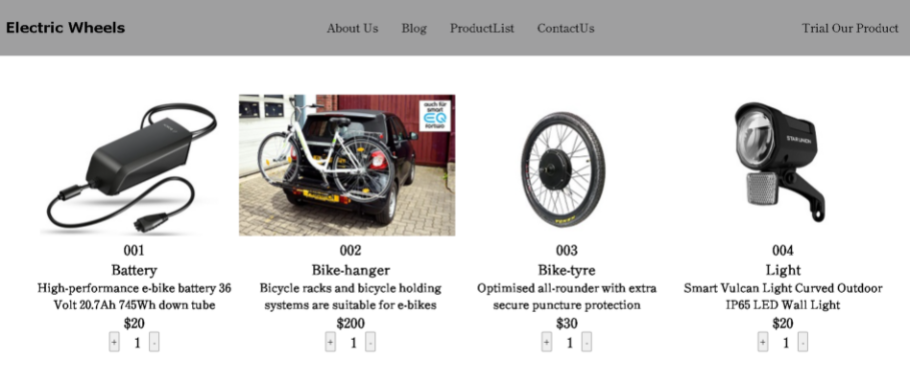 Electric Wheels
About Us
Blog
ProductList
ContactUs
Trial Our Product
auch für
smart
EQ
STAR UNION
001
Battery
High-performance e-bike battery 36
Volt 20.7Ah 745Wh down tube
$20
+ 1 -
002
Bike-hanger
Bicycle racks and bicycle holding
systems are suitable for e-bikes
$200
+ 1 -
003
Bike-tyre
Optimised all-rounder with extra
secure puncture protection
$30
+ 1 -
004
Light
Smart Vulcan Light Curved Outdoor
IP65 LED Wall Light
$20
+ 1 -